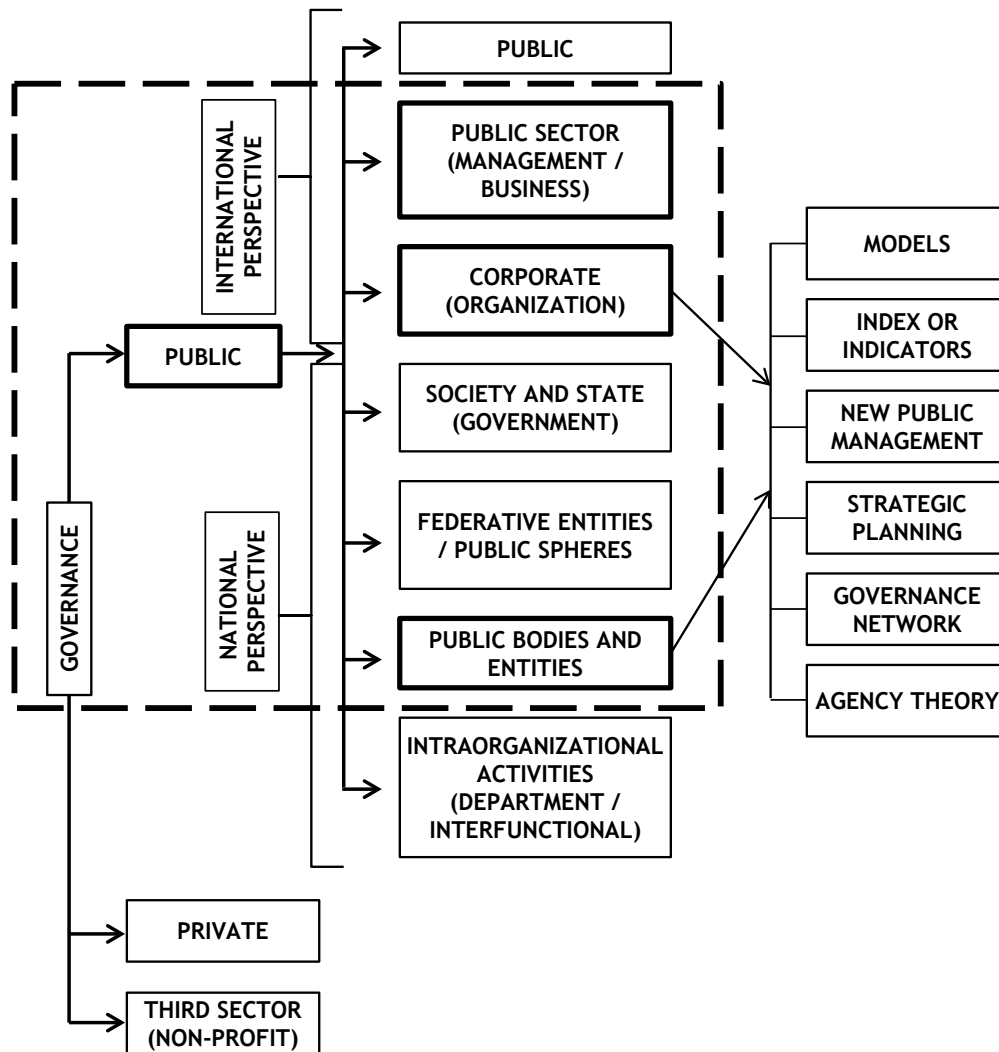 PUBLIC
PUBLIC SECTOR
(MANAGEMENT /
BUSINESS)
CORPORATE
(ORGANIZATION)
SOCIETY AND STATE
(GOVERNMENT)
FEDERATIVE ENTITIES
/ PUBLIC SPHERES
PUBLIC BODIES AND
ENTITIES
INTRAORGANIZATIONAL
ACTIVITIES
(DEPARTMENT /
INTERFUNCTIONAL)
INTERNATIONAL
PERSPECTIVE
NATIONAL
PERSPECTIVE
PUBLIC
GOVERNANCE
PRIVATE
THIRD SECTOR
(NON-PROFIT)
MODELS
INDEX OR
INDICATORS
NEW PUBLIC
MANAGEMENT
STRATEGIC
PLANNING
GOVERNANCE
NETWORK
AGENCY THEORY